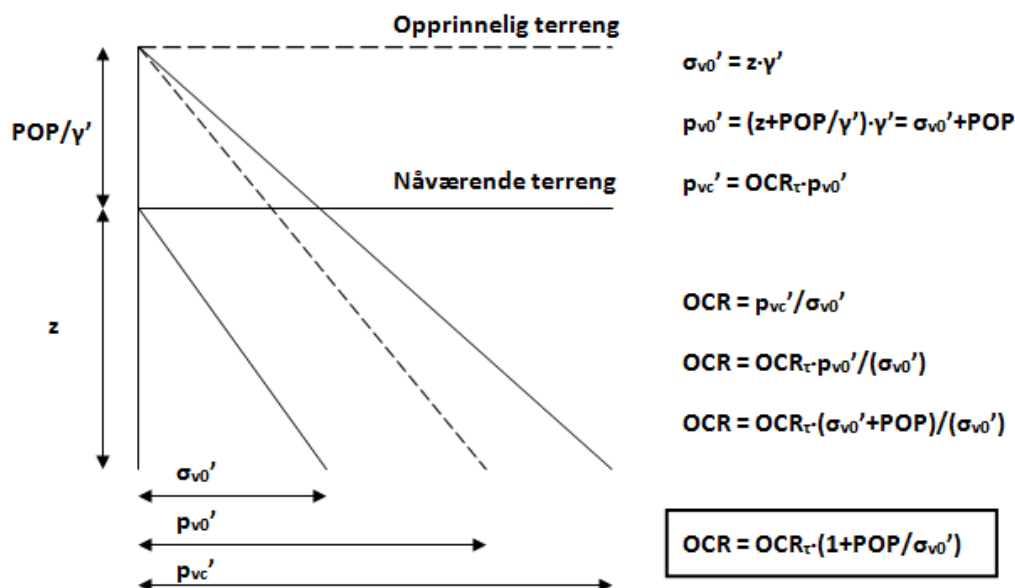 Opprinnelig terreng
POP/γ'
Nåværende terreng
z
σv0'
pv0'
pvc'
σv0' = z·γ'
pv0' = (z+POP/γ')·γ'= σv0'+POP
pvc' = OCRτ·pv0'
OCR = pvc'/σv0'
OCR = OCRτ·pv0'/(σv0')
OCR = OCRτ·(σv0'+POP)/(σv0')
OCR = OCRτ·(1+POP/σv0')